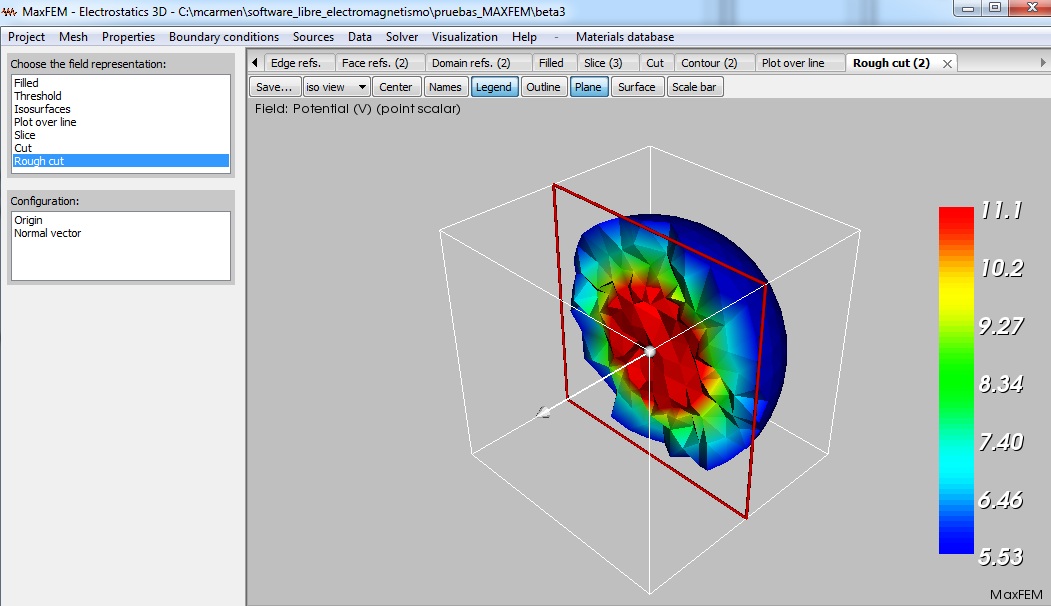 MaxFEM - Electrostatics 3D - C:\mcarmen\software_libre_electromagnetismo\pruebas_MAXFEM\beta3
Project Mesh Properties Boundary conditions Sources Data Solver Visualization Help - Materials database
Choose the field representation:
Filled
Threshold
Isosurfaces
Plot over line
Slice
Cut
Rough cut
Configuration:
Origin
Normal vector
Edge refs. Face refs. (2) Domain refs. (2) Filled Slice (3) Cut Contour (2) Plot over line Rough cut (2)
Save... iso view Center Names Legend Outline Plane Surface Scale bar
Field: Potential (V) (point scalar)
11.1
10.2
9.27
8.34
7.40
6.46
5.53
MaxFEM